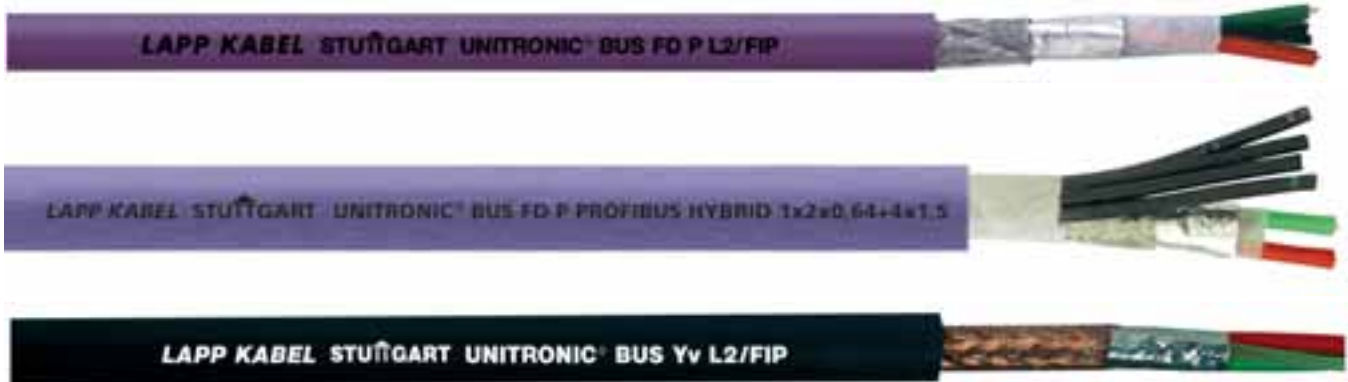 LAPP KABEL STUTTGART UNITRONIC® BUS FD P L2/FIP
LAPP KABEL STUTTGART UNITRONIC® BUS FD P PROFIBUS HYBRID 1x2x0,64+4x1,5
LAPP KABEL STUTTGART UNITRONIC® BUS Yv L2/FIP